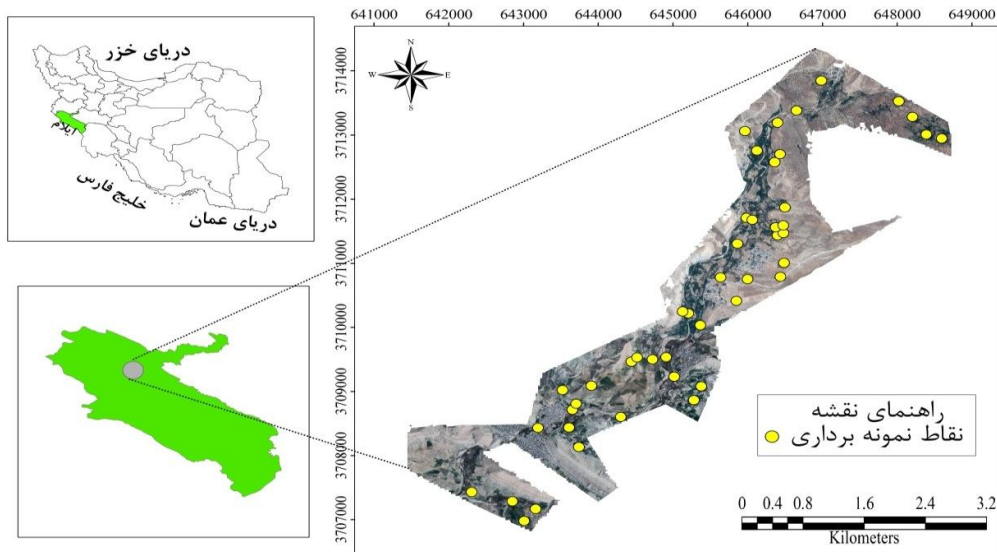 دریای خزر
ایلام
خلیج فارس
دریای عمان
641000 642000 643000 644000 645000 646000 647000 648000 649000
3714000
3713000
3712000
3711000
3710000
3709000
3708000
3707000
N
W E
S
راهنمای نقشه
نقاط نمونه برداری
0 0.4 0.8 1.6 2.4 3.2
Kilometers